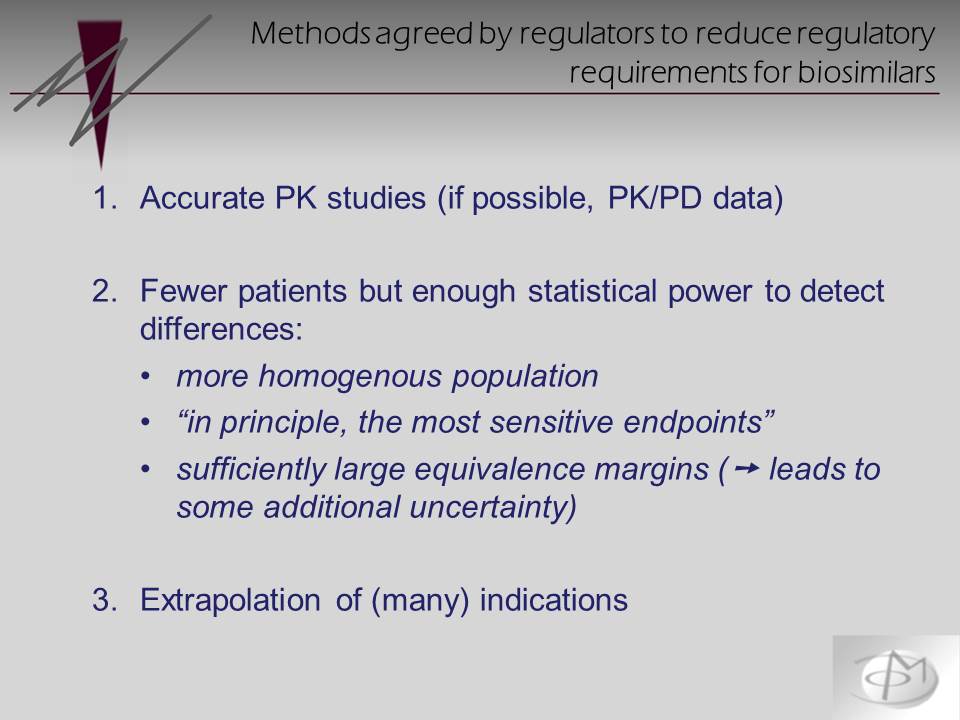 Methods agreed by regulators to reduce regulatory
requirements for biosimilars
1. Accurate PK studies (if possible, PK/PD data)
2. Fewer patients but enough statistical power to detect
differences:
• more homogenous population
• “in principle, the most sensitive endpoints”
• sufficiently large equivalence margins (➙ leads to
some additional uncertainty)
3. Extrapolation of (many) indications